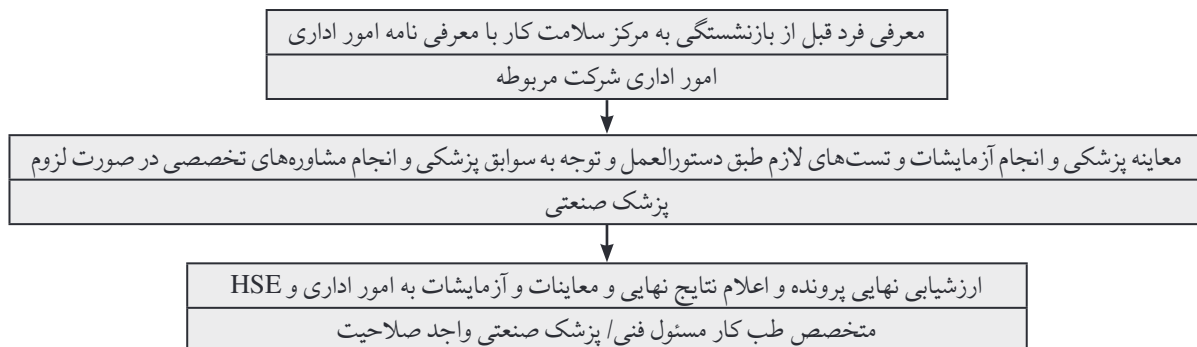 معرفی فرد قبل از بازنشستگی به مرکز سلامت کار با معرفی نامه امور اداری
امور اداری شرکت مربوطه
معاینه پزشکی و انجام آزمایشات و تست‌های لازم طبق دستورالعمل و توجه به سوابق پزشکی و انجام مشاوره‌های تخصصی در صورت لزوم
پزشک صنعتی
ارزشیابی نهایی پرونده و اعلام نتایج نهایی و معاینات و آزمایشات به امور اداری و HSE
متخصص طب کار مسئول فنی/ پزشک صنعتی واجد صلاحیت